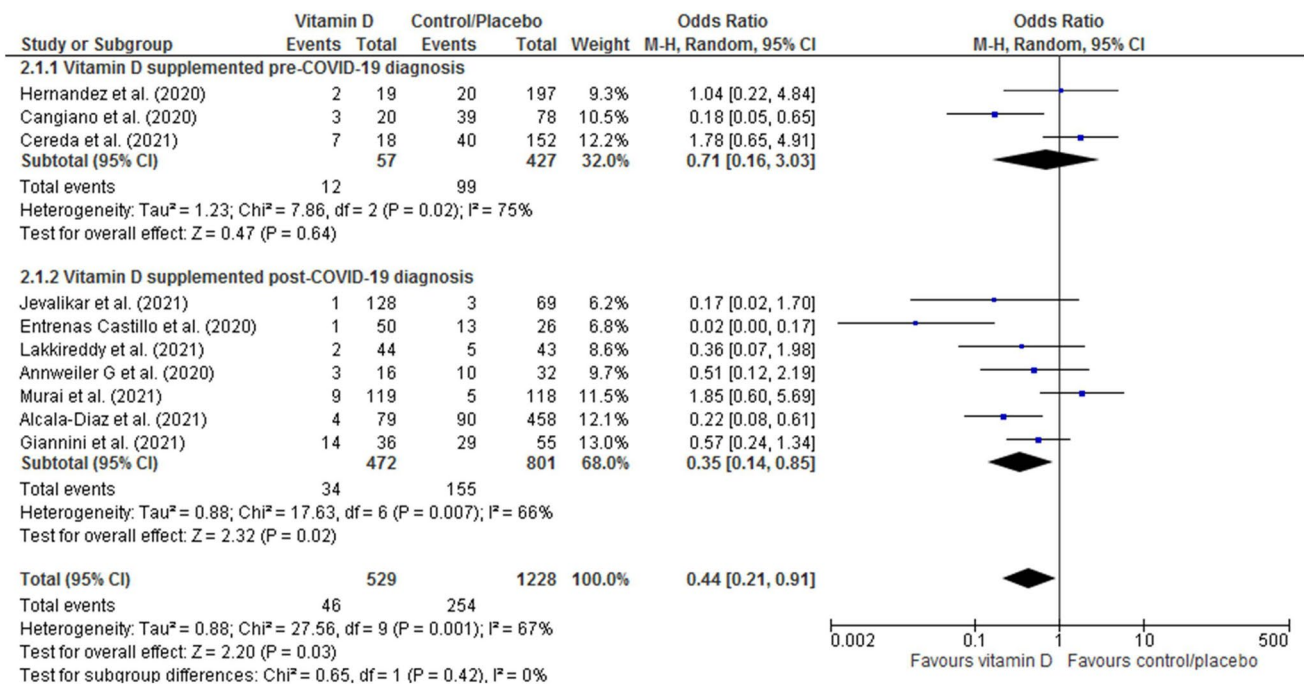 Vitamin D Control/Placebo Odds Ratio Odds Ratio
Study or Subgroup Events Total Events Total Weight M-H, Random, 95% CI M-H, Random, 95% CI
2.1.1 Vitamin D supplemented pre-COVID-19 diagnosis
Hernandez et al. (2020) 2 19 20 197 9.3% 1.04 [0.22, 4.84]
Cangiano et al. (2020) 3 20 39 78 10.5% 0.18 [0.05, 0.65]
Cereda et al. (2021) 7 18 40 152 12.2% 1.78 [0.65, 4.91]
Subtotal (95% CI) 57 427 32.0% 0.71 [0.16, 3.03]
Total events 12 99
Heterogeneity: Tau² = 1.23; Chi² = 7.86, df = 2 (P = 0.02); I² = 75%
Test for overall effect: Z = 0.47 (P = 0.64)
2.1.2 Vitamin D supplemented post-COVID-19 diagnosis
Jevalikar et al. (2021) 1 128 3 69 6.2% 0.17 [0.02, 1.70]
Entrenas Castillo et al. (2020) 1 50 13 26 6.8% 0.02 [0.00, 0.17]
Lakkireddy et al. (2021) 2 44 5 43 8.6% 0.36 [0.07, 1.98]
Annweiler G et al. (2020) 3 16 10 32 9.7% 0.51 [0.12, 2.19]
Murai et al. (2021) 9 119 5 118 11.5% 1.85 [0.60, 5.69]
Alcala-Diaz et al. (2021) 4 79 90 458 12.1% 0.22 [0.08, 0.61]
Giannini et al. (2021) 14 36 29 55 13.0% 0.57 [0.24, 1.34]
Subtotal (95% CI) 472 801 68.0% 0.35 [0.14, 0.85]
Total events 34 155
Heterogeneity: Tau² = 0.88; Chi² = 17.63, df = 6 (P = 0.007); I² = 66%
Test for overall effect: Z = 2.32 (P = 0.02)
Total (95% CI) 529 1228 100.0% 0.44 [0.21, 0.91]
Total events 46 254
Heterogeneity: Tau² = 0.88; Chi² = 27.56, df = 9 (P = 0.001); I² = 67%
Test for overall effect: Z = 2.20 (P = 0.03)
Test for subgroup differences: Chi² = 0.65, df = 1 (P = 0.42), I² = 0%
0.002 0.1 1 10 500
Favours vitamin D Favours control/placebo